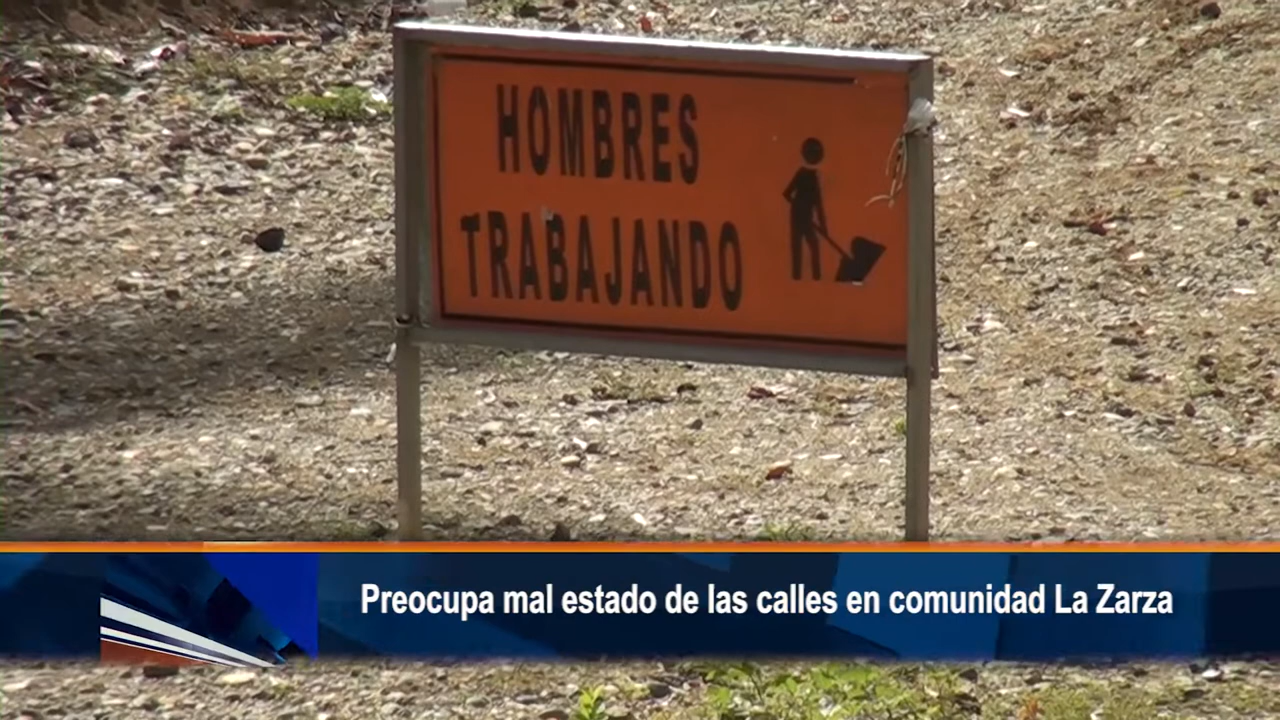 HOMBRES
TRABAJANDO
Preocupa mal estado de las calles en comunidad La Zarza